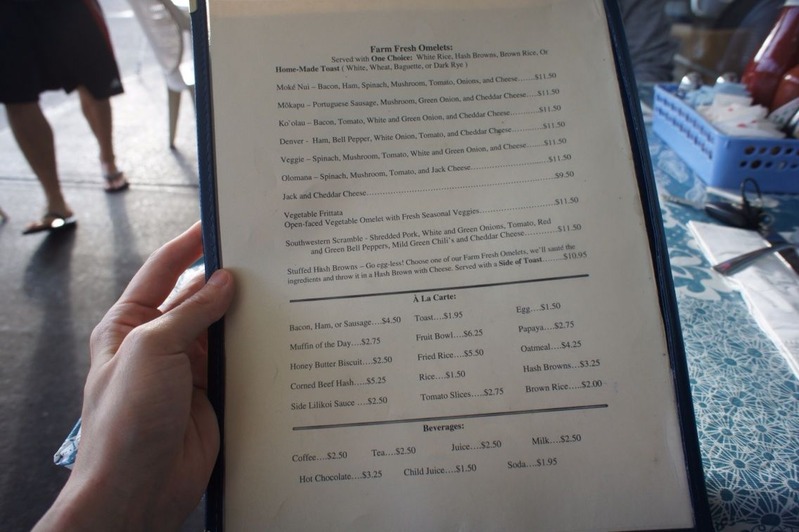 Farm Fresh Omelets:
Served with One Choice: White Rice, Hash Browns, Brown Rice, Or
Home-Made Toast ( White, Wheat, Baguette, or Dark Rye )
Moké Nui – Bacon, Ham, Spinach, Mushroom, Tomato, Onions, and Cheese......$11.50
Mōkapu – Portuguese Sausage, Mushroom, Green Onion, and Cheddar Cheese......$11.50
Ko'olau – Bacon, Tomato, White and Green Onion, and Cheddar Cheese......$11.50
Denver - Ham, Bell Pepper, White Onion, Tomato, and Cheddar Cheese......$11.50
Veggie – Spinach, Mushroom, Tomato, White and Green Onion, and Cheese......$11.50
Olomana – Spinach, Mushroom, Tomato, and Jack Cheese......$11.50
Jack and Cheddar Cheese......$9.50
Vegetable Frittata
Open-faced Vegetable Omelet with Fresh Seasonal Veggies......$11.50
Southwestern Scramble - Shredded Pork, White and Green Onions, Tomato, Red
and Green Bell Peppers, Mild Green Chili's and Cheddar Cheese......$11.50
Stuffed Hash Browns – Go egg-less! Choose one of our Farm Fresh Omelets, we'll sauté the
ingredients and throw it in a Hash Brown with Cheese. Served with a Side of Toast......$10.95
À La Carte:
Bacon, Ham, or Sausage....$4.50 Toast....$1.95 Egg....$1.50
Muffin of the Day....$2.75 Fruit Bowl....$6.25 Papaya....$2.75
Honey Butter Biscuit....$2.50 Fried Rice....$5.50 Oatmeal....$4.25
Corned Beef Hash....$5.25 Rice....$1.50 Hash Browns....$3.25
Side Lilikoi Sauce ....$2.50 Tomato Slices....$2.75 Brown Rice....$2.00
Beverages:
Coffee....$2.50 Tea....$2.50 Juice....$2.50 Milk....$2.50
Hot Chocolate....$3.25 Child Juice....$1.50 Soda....$1.95